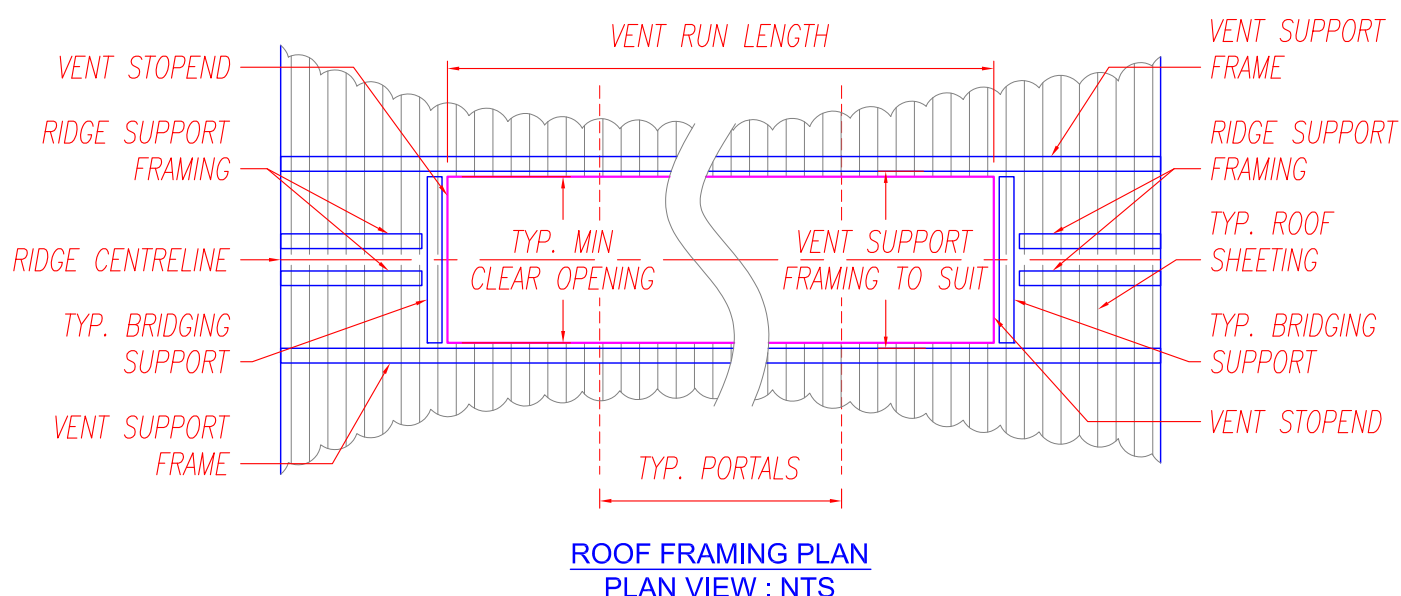 VENT RUN LENGTH
VENT STOPEND
RIDGE SUPPORT
FRAMING
RIDGE CENTRELINE
TYP. BRIDGING
SUPPORT
VENT SUPPORT
FRAME
TYP. MIN
CLEAR OPENING
VENT SUPPORT
FRAMING TO SUIT
TYP. PORTALS
VENT SUPPORT
FRAME
RIDGE SUPPORT
FRAMING
TYP. ROOF
SHEETING
TYP. BRIDGING
SUPPORT
VENT STOPEND
ROOF FRAMING PLAN
PLAN VIEW : NTS